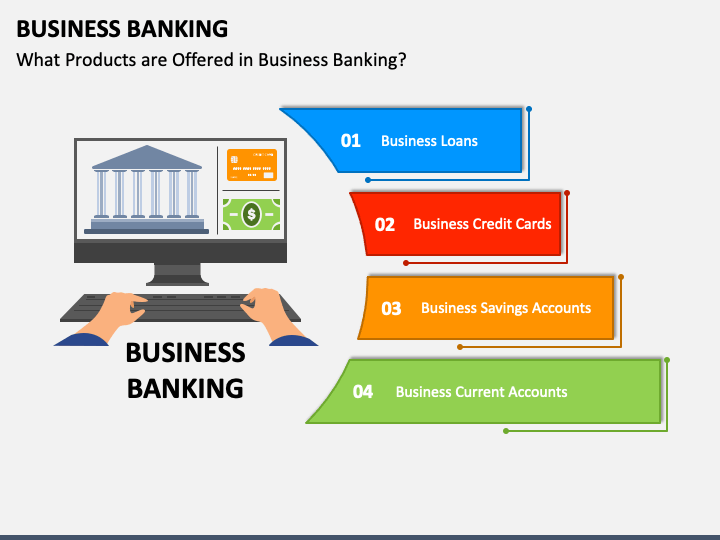 BUSINESS BANKING
What Products are Offered in Business Banking?
01 Business Loans
02 Business Credit Cards
03 Business Savings Accounts
04 Business Current Accounts
$
BUSINESS
BANKING